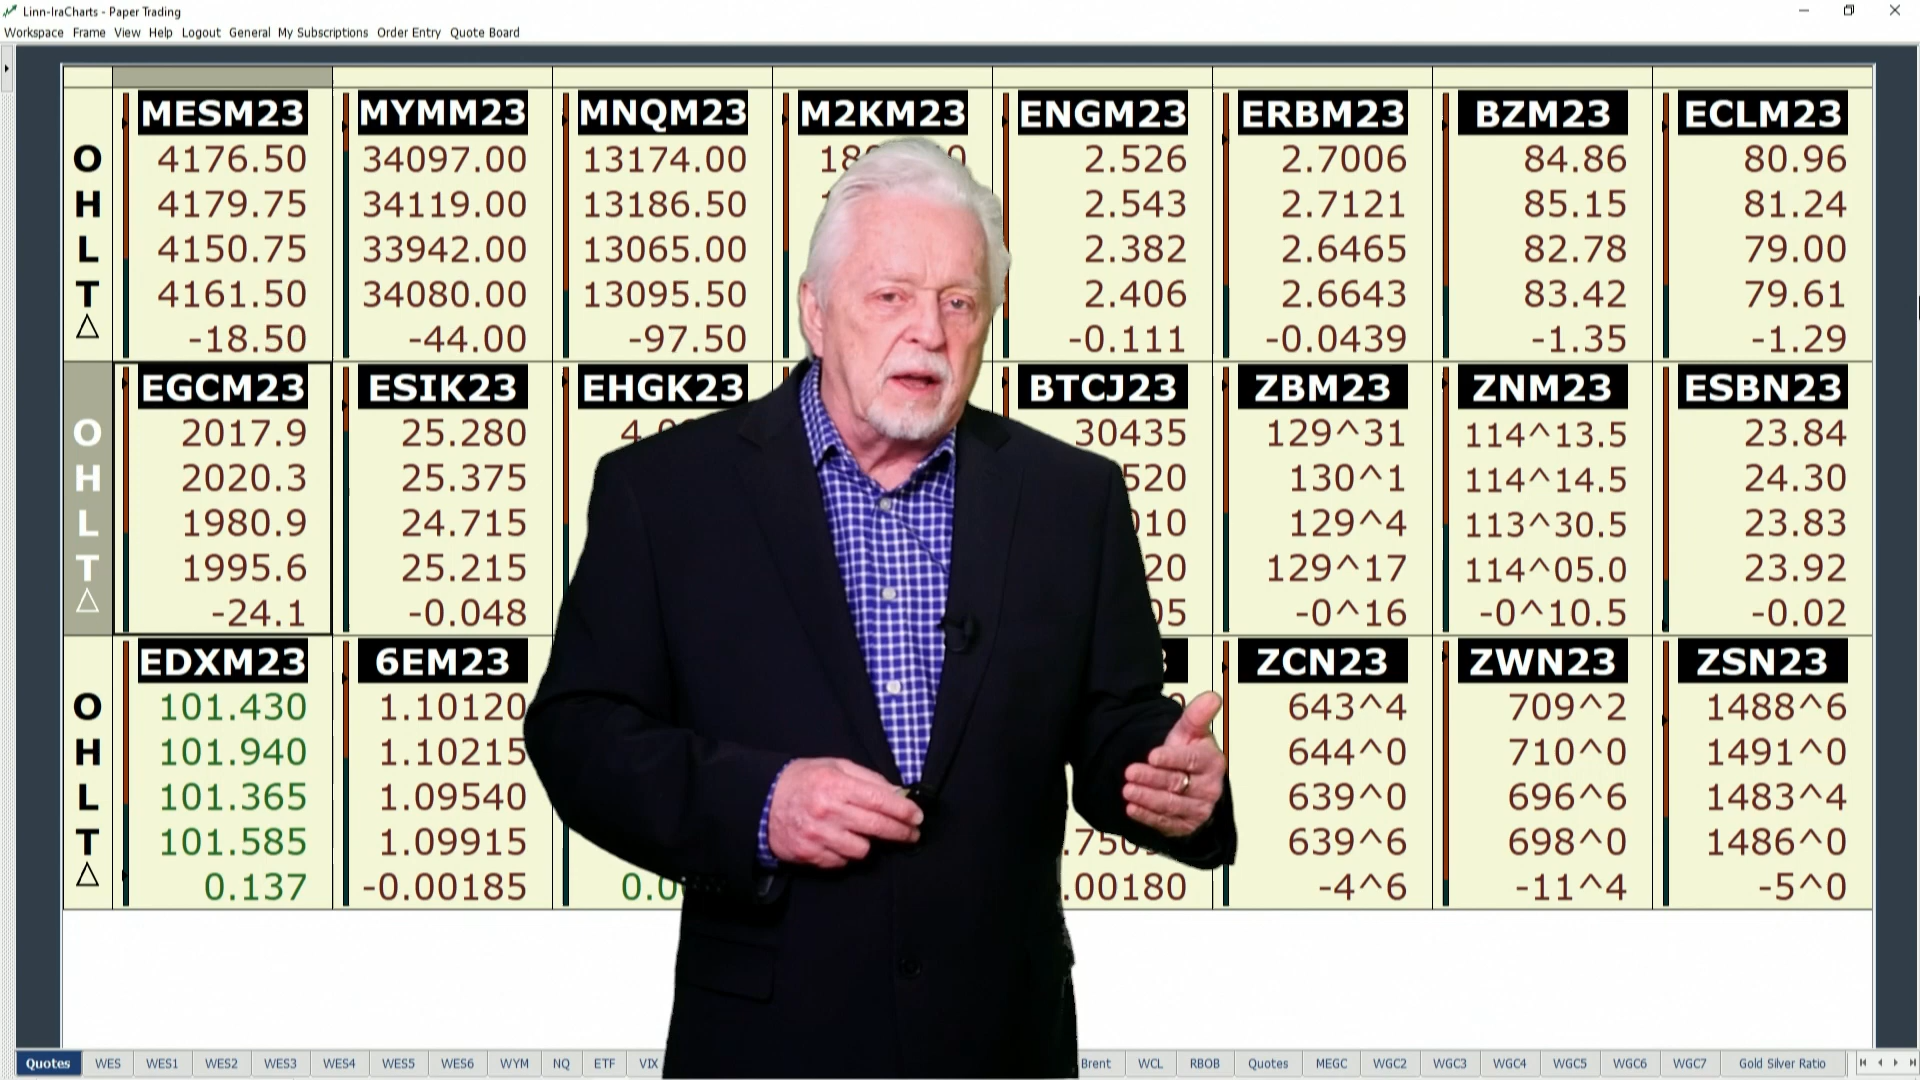 Linn-IraCharts - Paper Trading
Workspace Frame View Help Logout General My Subscriptions Order Entry Quote Board
MESM23 MYMM23 MNQM23 M2KM23 ENGM23 ERBM23 BZM23 ECLM23
O 4176.50 34097.00 13174.00 2.526 2.7006 84.86 80.96
H 4179.75 34119.00 13186.50 2.543 2.7121 85.15 81.24
L 4150.75 33942.00 13065.00 2.382 2.6465 82.78 79.00
T 4161.50 34080.00 13095.50 2.406 2.6643 83.42 79.61
△ -18.50 -44.00 -97.50 -0.111 -0.0439 -1.35 -1.29
EGCM23 ESIK23 EHGK23 BTCJ23 ZBM23 ZNM23 ESBN23
O 2017.9 25.280 30435 129^31 114^13.5 23.84
H 2020.3 25.375 520 130^1 114^14.5 24.30
L 1980.9 24.715 129^4 113^30.5 23.83
T 1995.6 25.215 20 129^17 114^05.0 23.92
△ -24.1 -0.048 -0^16 -0^10.5 -0.02
EDXM23 6EM23 ZCN23 ZWN23 ZSN23
O 101.430 1.10120 643^4 709^2 1488^6
H 101.940 1.10215 644^0 710^0 1491^0
L 101.365 1.09540 639^0 696^6 1483^4
T 101.585 1.09915 639^6 698^0 1486^0
△ 0.137 -0.00185 .00180 -4^6 -11^4 -5^0
Quotes WES WES1 WES2 WES3 WES4 WES5 WES6 WYM NQ ETF VIX Brent WCL RBOB Quotes MEGC WGC2 WGC3 WGC4 WGC5 WGC6 WGC7 Gold Silver Ratio